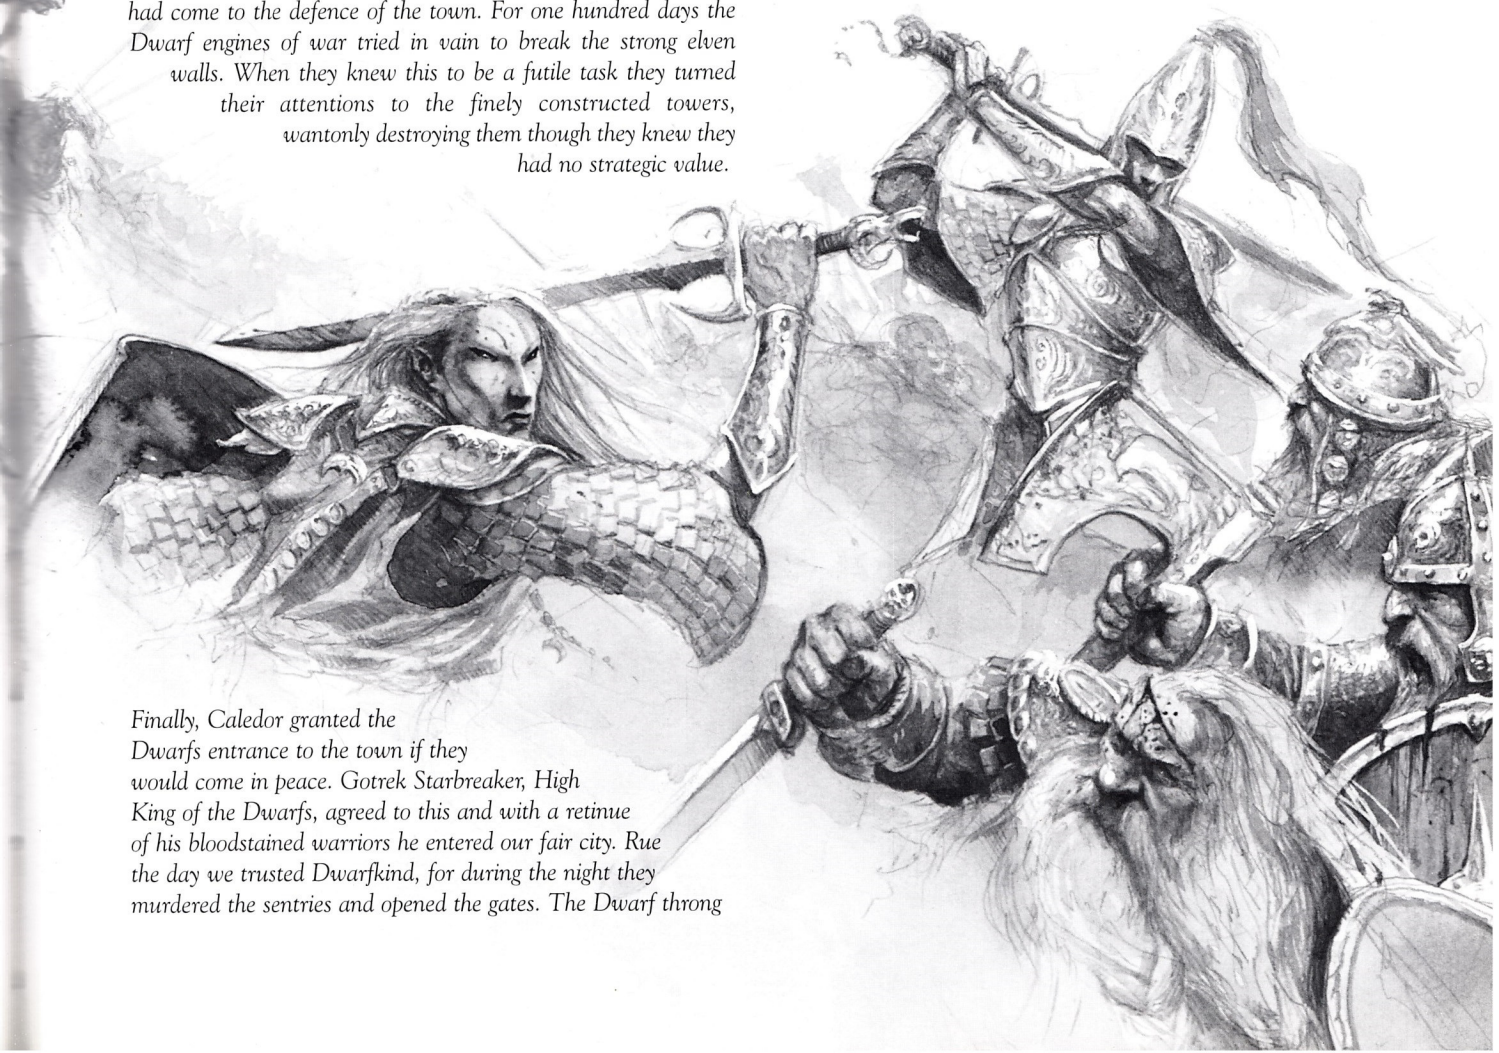 had come to the defence of the town. For one hundred days the
Dwarf engines of war tried in vain to break the strong elven
walls. When they knew this to be a futile task they turned
their attentions to the finely constructed towers,
wantonly destroying them though they knew they
had no strategic value.
Finally, Caledor granted the
Dwarfs entrance to the town if they
would come in peace. Gotrek Starbreaker, High
King of the Dwarfs, agreed to this and with a retinue
of his bloodstained warriors he entered our fair city. Rue
the day we trusted Dwarfkind, for during the night they
murdered the sentries and opened the gates. The Dwarf throng